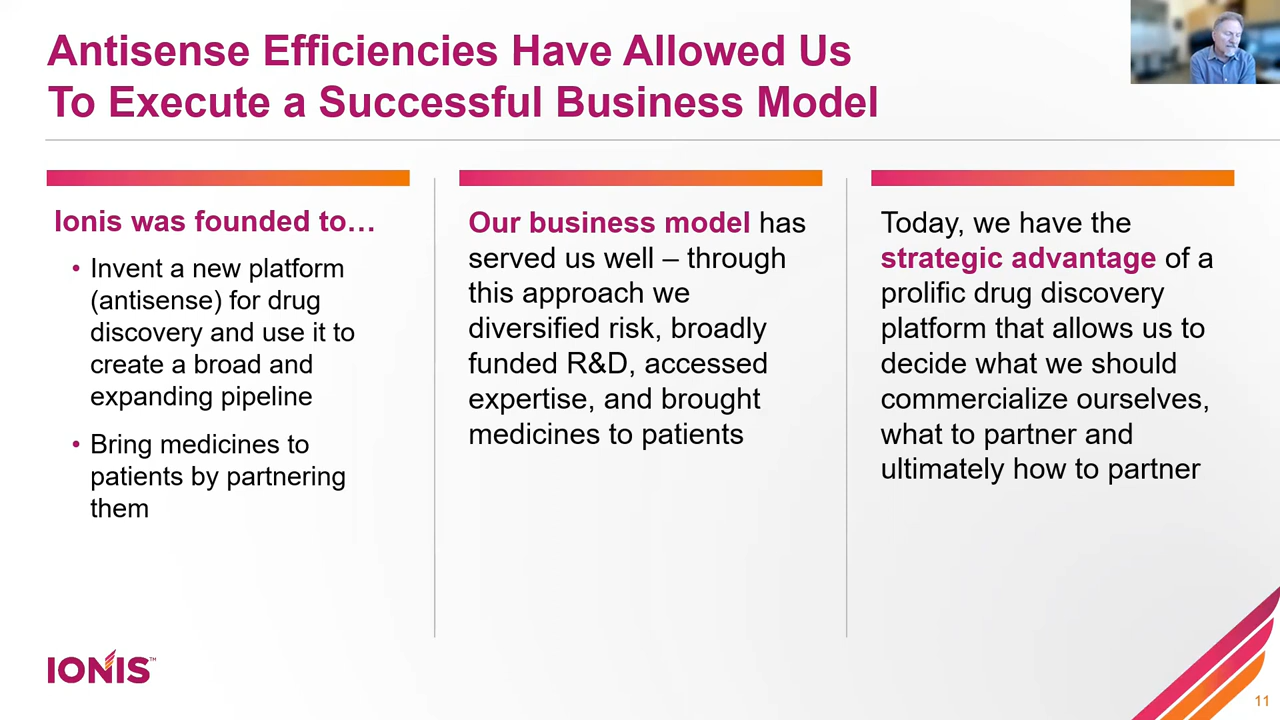 Antisense Efficiencies Have Allowed Us
To Execute a Successful Business Model
Ionis was founded to…
• Invent a new platform
(antisense) for drug
discovery and use it to
create a broad and
expanding pipeline
• Bring medicines to
patients by partnering
them
Our business model has
served us well – through
this approach we
diversified risk, broadly
funded R&D, accessed
expertise, and brought
medicines to patients
Today, we have the
strategic advantage of a
prolific drug discovery
platform that allows us to
decide what we should
commercialize ourselves,
what to partner and
ultimately how to partner
IONIS™
11